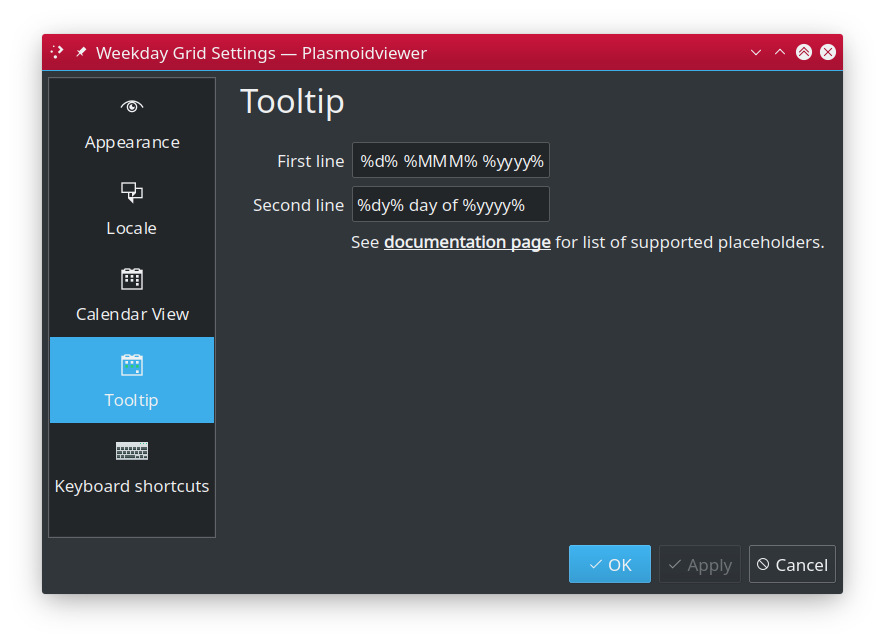 Weekday Grid Settings — Plasmoidviewer
Appearance
Locale
Calendar View
Tooltip
Keyboard shortcuts
Tooltip
First line %d% %MMM% %yyyy%
Second line %dy% day of %yyyy%
See documentation page for list of supported placeholders.
OK Apply Cancel